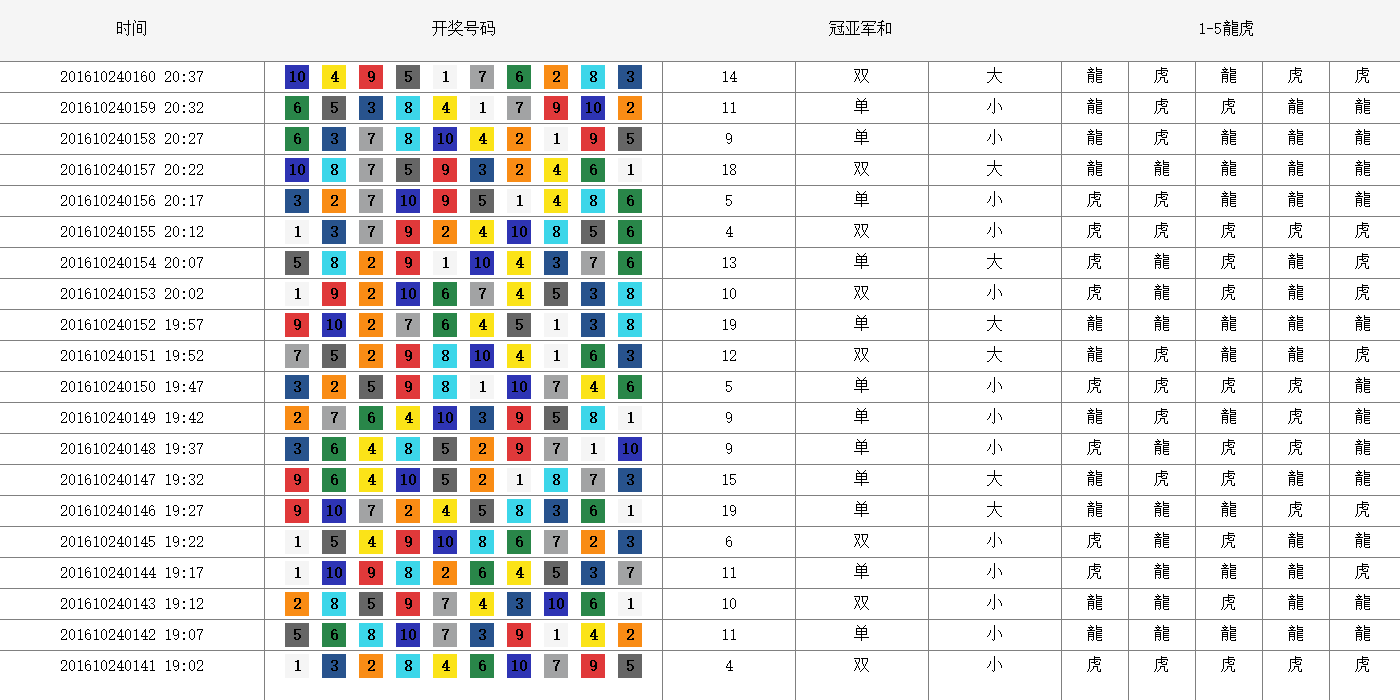 时间 开奖号码 冠亚军和 1-5龍虎
201610240160 20:37 10 4 9 5 1 7 6 2 8 3 14 双 大 龍 虎 龍 虎 虎
201610240159 20:32 6 5 3 8 4 1 7 9 10 2 11 单 小 龍 虎 虎 龍 龍
201610240158 20:27 6 3 7 8 10 4 2 1 9 5 9 单 小 龍 虎 龍 龍 龍
201610240157 20:22 10 8 7 5 9 3 2 4 6 1 18 双 大 龍 龍 龍 龍 龍
201610240156 20:17 3 2 7 10 9 5 1 4 8 6 5 单 小 虎 虎 龍 龍 龍
201610240155 20:12 1 3 7 9 2 4 10 8 5 6 4 双 小 虎 虎 虎 虎 虎
201610240154 20:07 5 8 2 9 1 10 4 3 7 6 13 单 大 虎 龍 虎 龍 虎
201610240153 20:02 1 9 2 10 6 7 4 5 3 8 10 双 小 虎 龍 虎 龍 虎
201610240152 19:57 9 10 2 7 6 4 5 1 3 8 19 单 大 龍 龍 龍 龍 龍
201610240151 19:52 7 5 2 9 8 10 4 1 6 3 12 双 大 龍 虎 龍 龍 虎
201610240150 19:47 3 2 5 9 8 1 10 7 4 6 5 单 小 虎 虎 虎 虎 龍
201610240149 19:42 2 7 6 4 10 3 9 5 8 1 9 单 小 龍 虎 龍 虎 龍
201610240148 19:37 3 6 4 8 5 2 9 7 1 10 9 单 小 虎 龍 虎 虎 龍
201610240147 19:32 9 6 4 10 5 2 1 8 7 3 15 单 大 龍 虎 虎 龍 龍
201610240146 19:27 9 10 7 2 4 5 8 3 6 1 19 单 大 龍 龍 龍 虎 虎
201610240145 19:22 1 5 4 9 10 8 6 7 2 3 6 双 小 虎 龍 虎 龍 龍
201610240144 19:17 1 10 9 8 2 6 4 5 3 7 11 单 小 虎 龍 龍 龍 虎
201610240143 19:12 2 8 5 9 7 4 3 10 6 1 10 双 小 龍 龍 虎 龍 龍
201610240142 19:07 5 6 8 10 7 3 9 1 4 2 11 单 小 龍 龍 龍 龍 龍
201610240141 19:02 1 3 2 8 4 6 10 7 9 5 4 双 小 虎 虎 虎 虎 虎